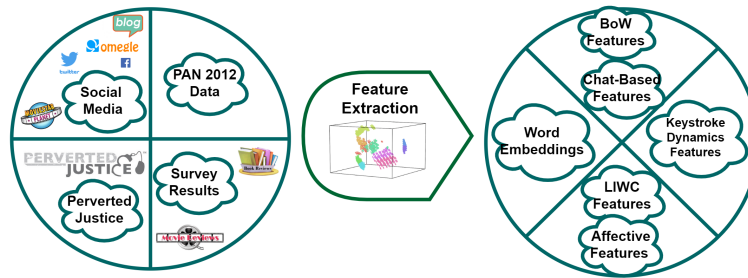 blog
omegle
twitter
Social
Media
PAN 2012
Data
PERVERTED
JUSTICE
Perverted
Justice
Survey
Results
Book Reviews
Movie Reviews
Feature
Extraction
BoW
Features
Chat-Based
Features
Word
Embeddings
Keystroke
Dynamics
Features
LIWC
Features
Affective
Features